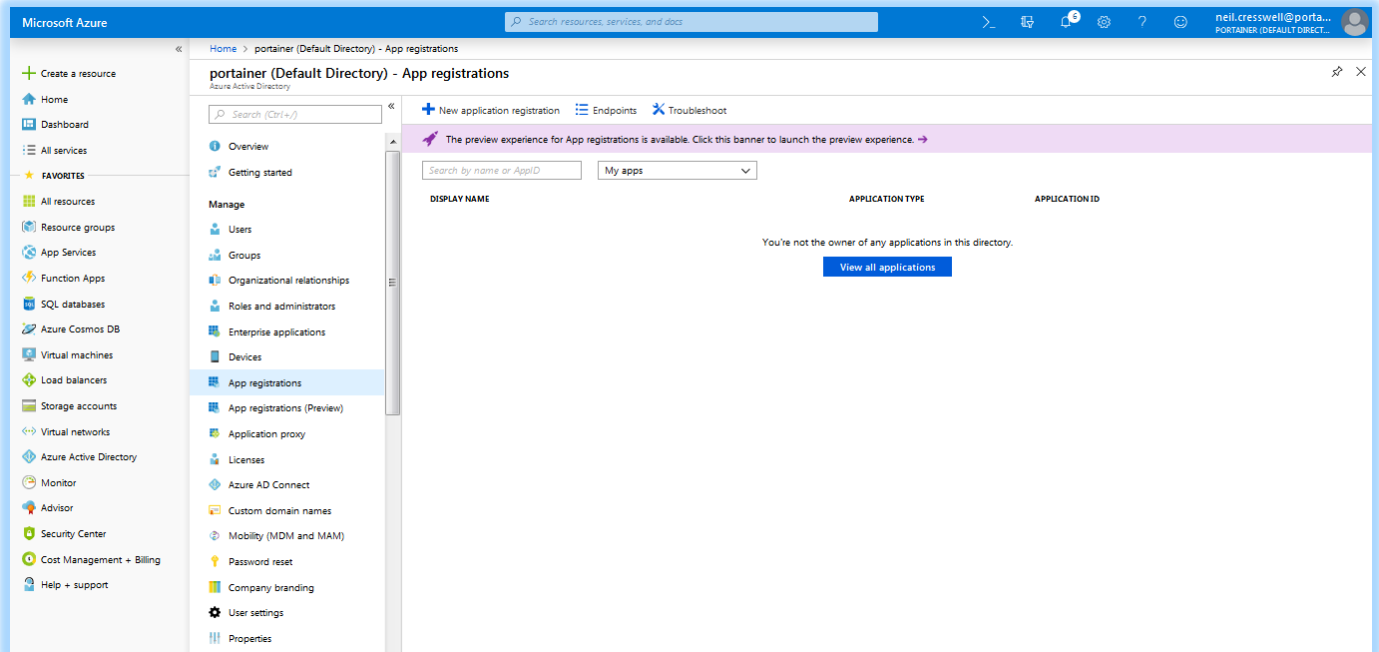 Microsoft Azure
Search resources, services, and docs
6
neil.cresswell@porta...
PORTAINER (DEFAULT DIRECT...
Home > portainer (Default Directory) - App registrations
portainer (Default Directory) - App registrations
Azure Active Directory
Create a resource
Home
Dashboard
All services
FAVORITES
All resources
Resource groups
App Services
Function Apps
SQL databases
Azure Cosmos DB
Virtual machines
Load balancers
Storage accounts
Virtual networks
Azure Active Directory
Monitor
Advisor
Security Center
Cost Management + Billing
Help + support
Search (Ctrl+/)
Overview
Getting started
Manage
Users
Groups
Organizational relationships
Roles and administrators
Enterprise applications
Devices
App registrations
App registrations (Preview)
Application proxy
Licenses
Azure AD Connect
Custom domain names
Mobility (MDM and MAM)
Password reset
Company branding
User settings
Properties
New application registration Endpoints Troubleshoot
The preview experience for App registrations is available. Click this banner to launch the preview experience. →
Search by name or AppID My apps
DISPLAY NAME APPLICATION TYPE APPLICATION ID
You're not the owner of any applications in this directory.
View all applications